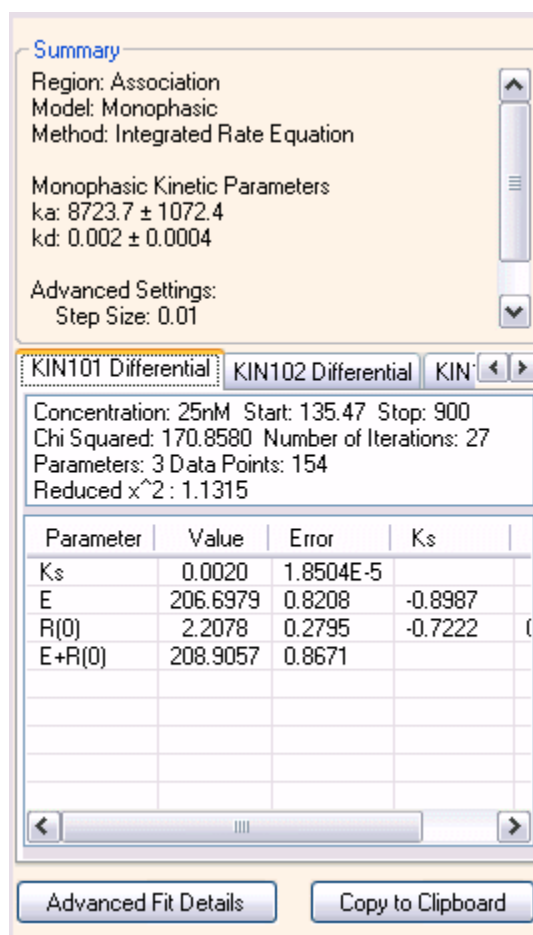 Summary
Region: Association
Model: Monophasic
Method: Integrated Rate Equation
Monophasic Kinetic Parameters
ka: 8723.7 ± 1072.4
kd: 0.002 ± 0.0004
Advanced Settings:
Step Size: 0.01
KIN101 Differential KIN102 Differential KIN
Concentration: 25nM Start: 135.47 Stop: 900
Chi Squared: 170.8580 Number of Iterations: 27
Parameters: 3 Data Points: 154
Reduced x^2 : 1.1315
Parameter Value Error Ks
Ks 0.0020 1.8504E-5
E 206.6979 0.8208 -0.8987
R(0) 2.2078 0.2795 -0.7222
E+R(0) 208.9057 0.8671
Advanced Fit Details Copy to Clipboard